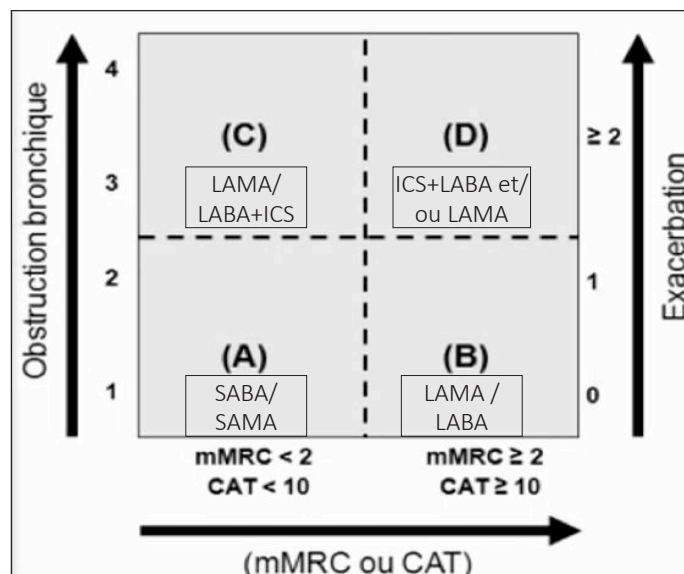 Obstruction bronchique
4
3
2
1
(C)
LAMA/
LABA+ICS
(D)
ICS+LABA et/
ou LAMA
(A)
SABA/
SAMA
(B)
LAMA /
LABA
≥ 2
1
0
Exacerbation
mMRC < 2
CAT < 10
mMRC ≥ 2
CAT ≥ 10
(mMRC ou CAT)